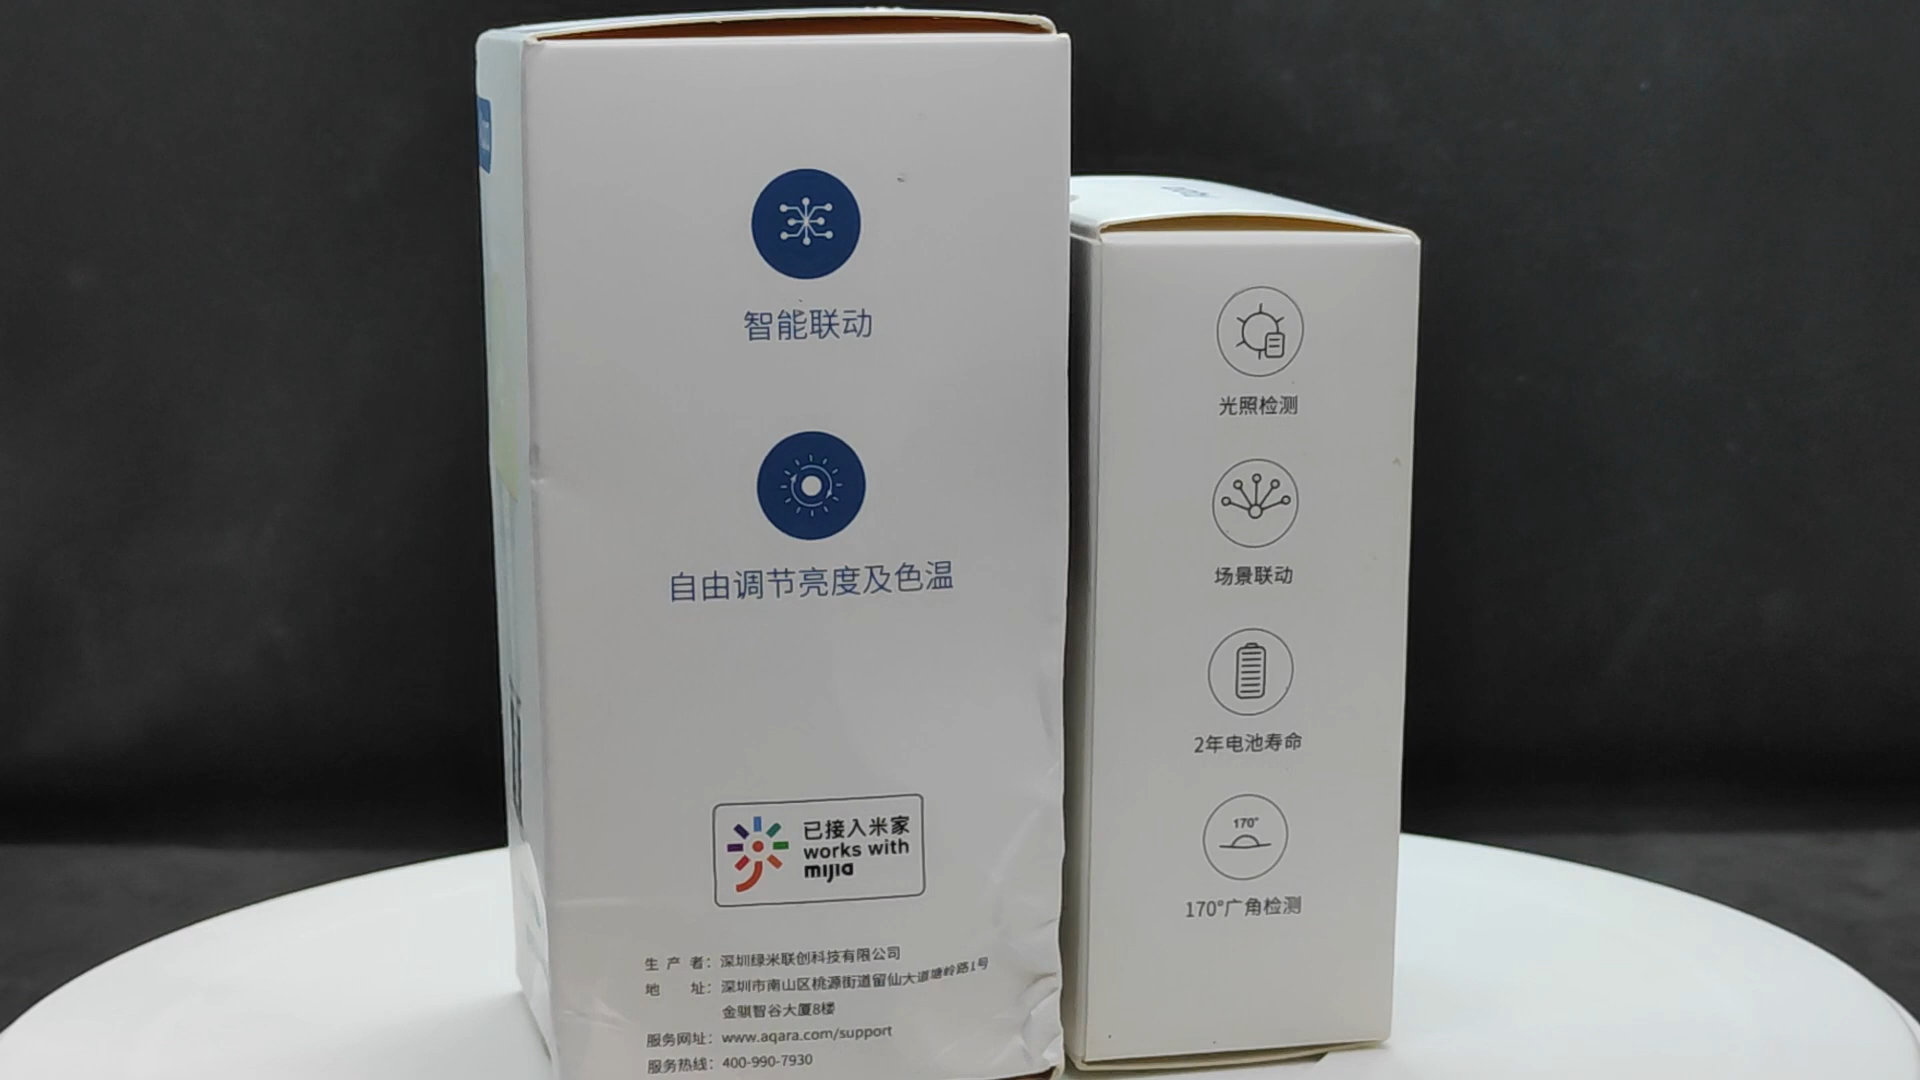 智能联动
自由调节亮度及色温
已接入米家
works with
mijia
生产者：深圳绿米联创科技有限公司
地址：深圳市南山区桃源街道留仙大道塘岭路1号
金骐智谷大厦8楼
服务网址：www.aqara.com/support
服务热线：400-990-7930
光照检测
场景联动
2年电池寿命
170°
170°广角检测